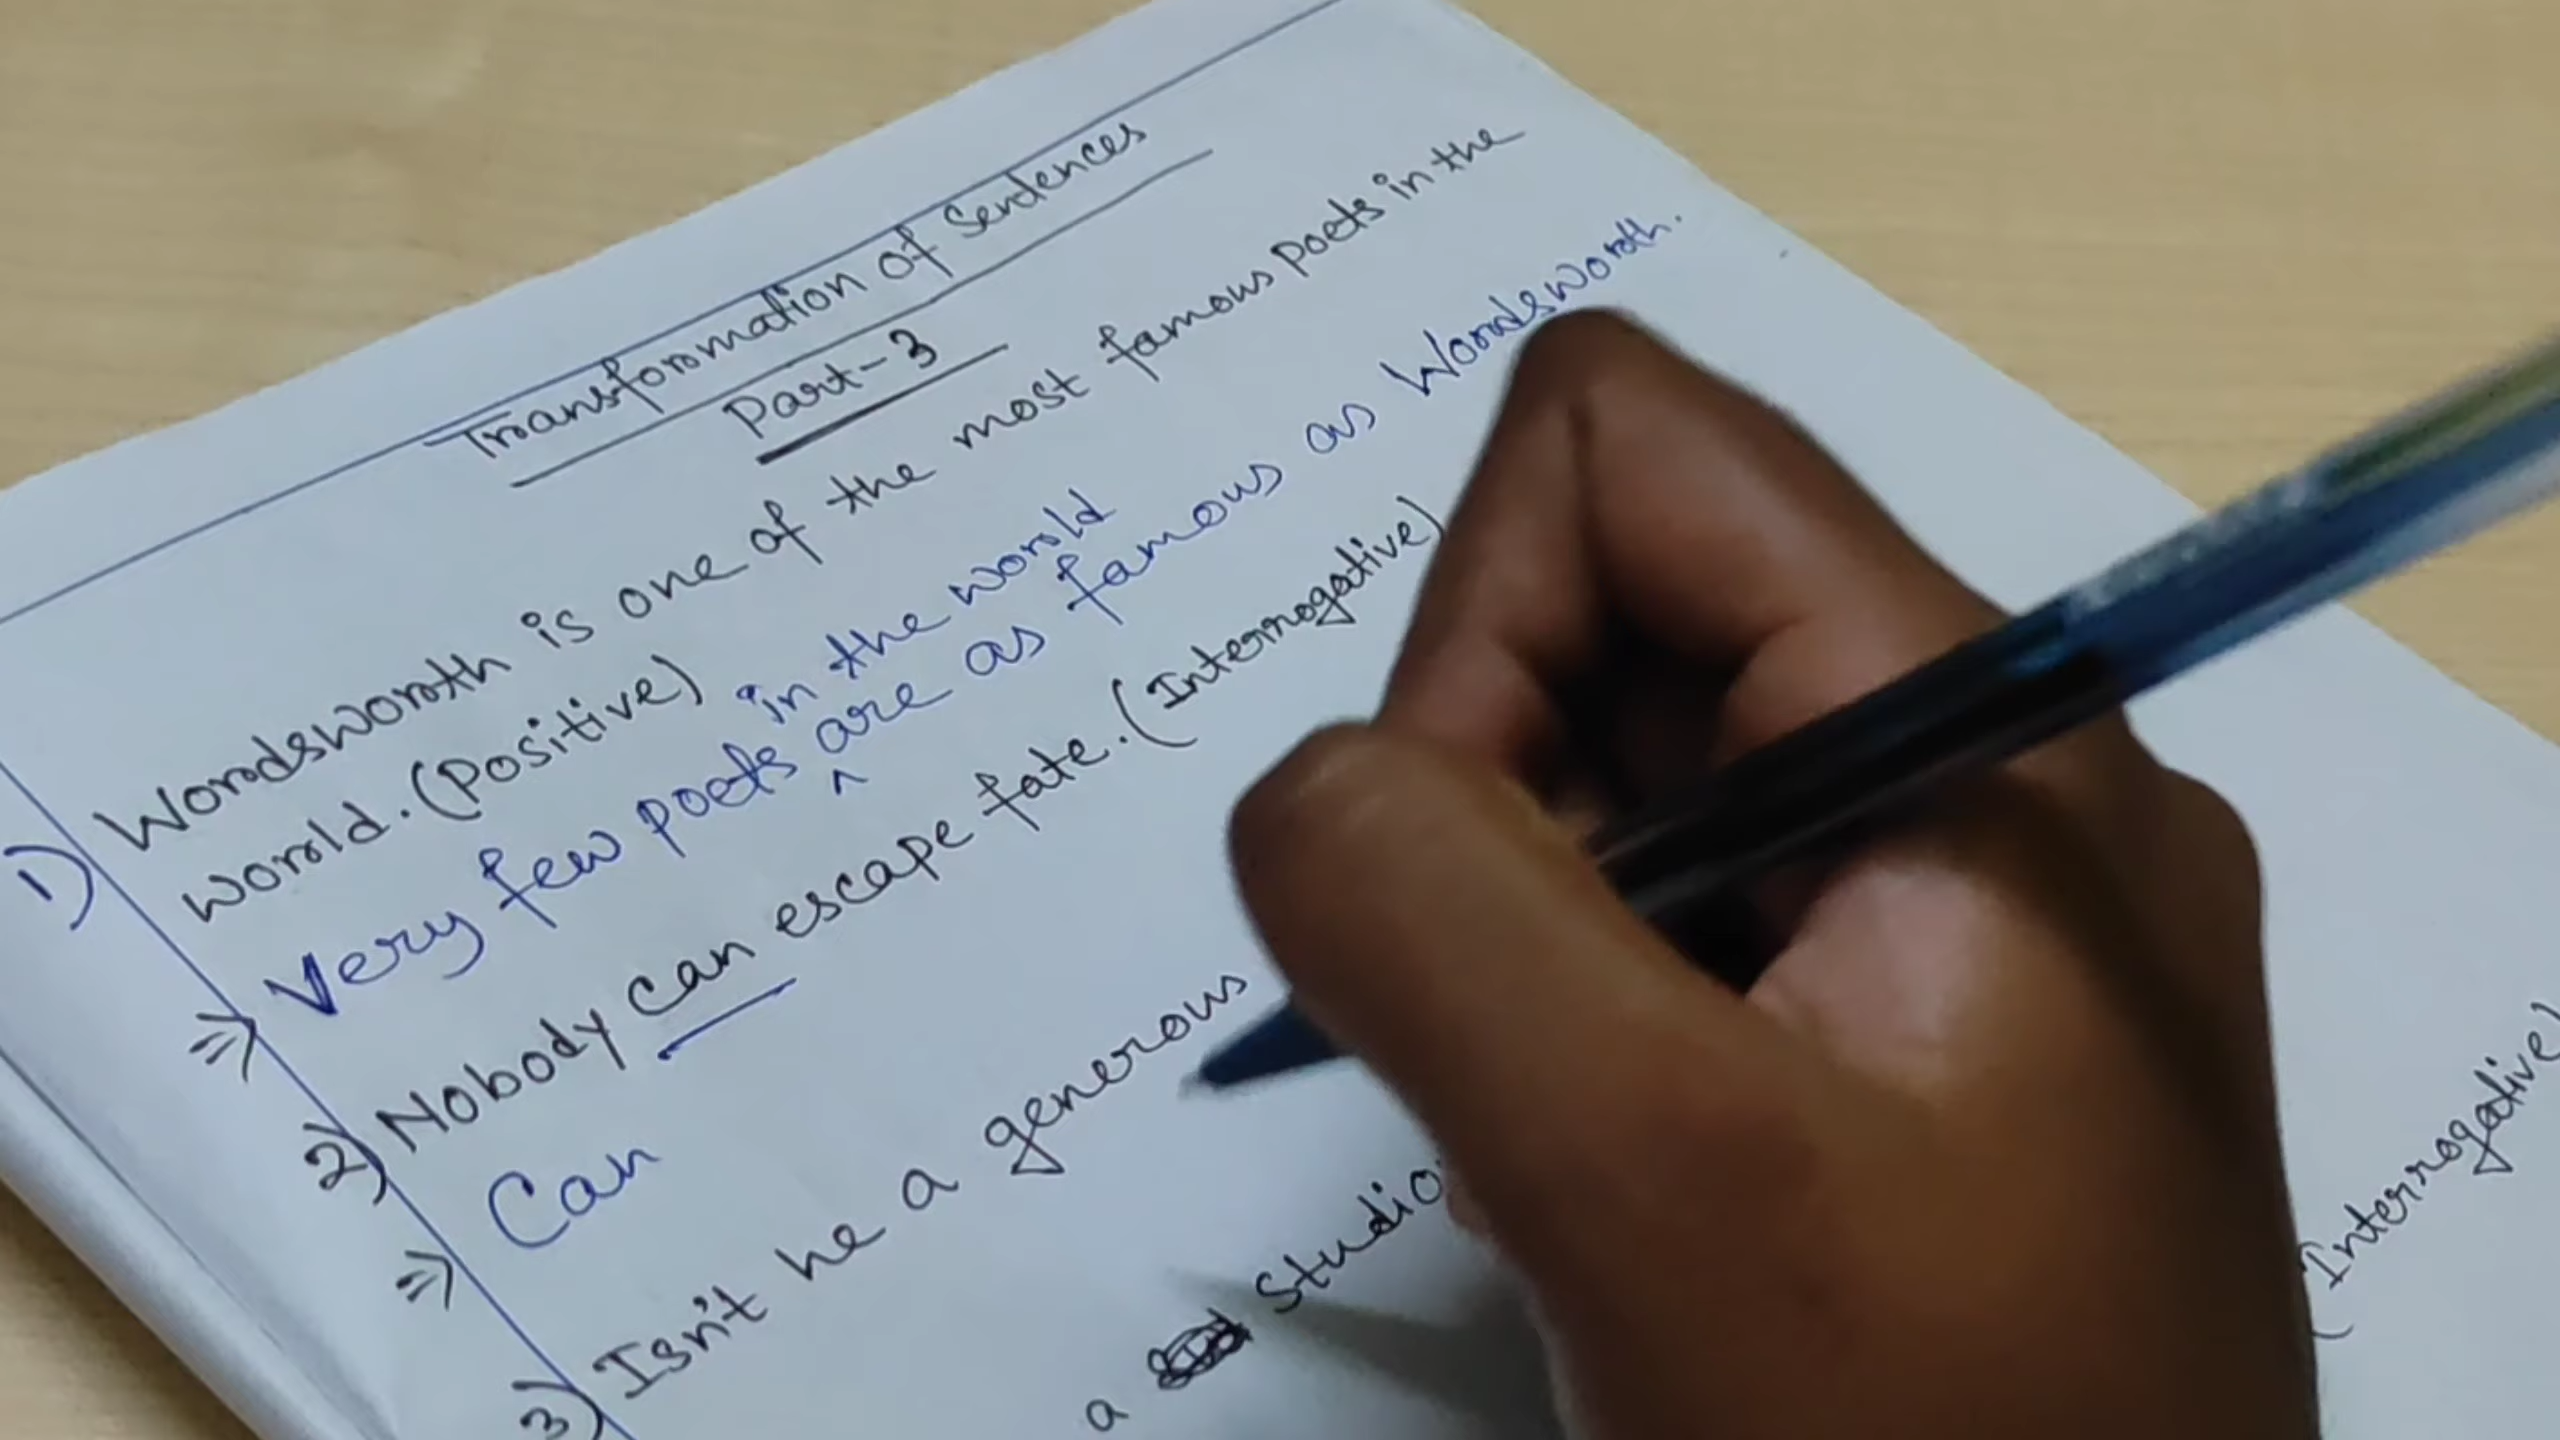 Transformation of Sentences
Part-3
1) Wordsworth is one of the most famous poets in the
world. (Positive)
in the world
⇒ Very few poets ^ are as famous as Wordsworth.
2) Nobody can escape fate. (Interrogative)
⇒ Can
3) Isn't he a generous
a
(Interrogative)